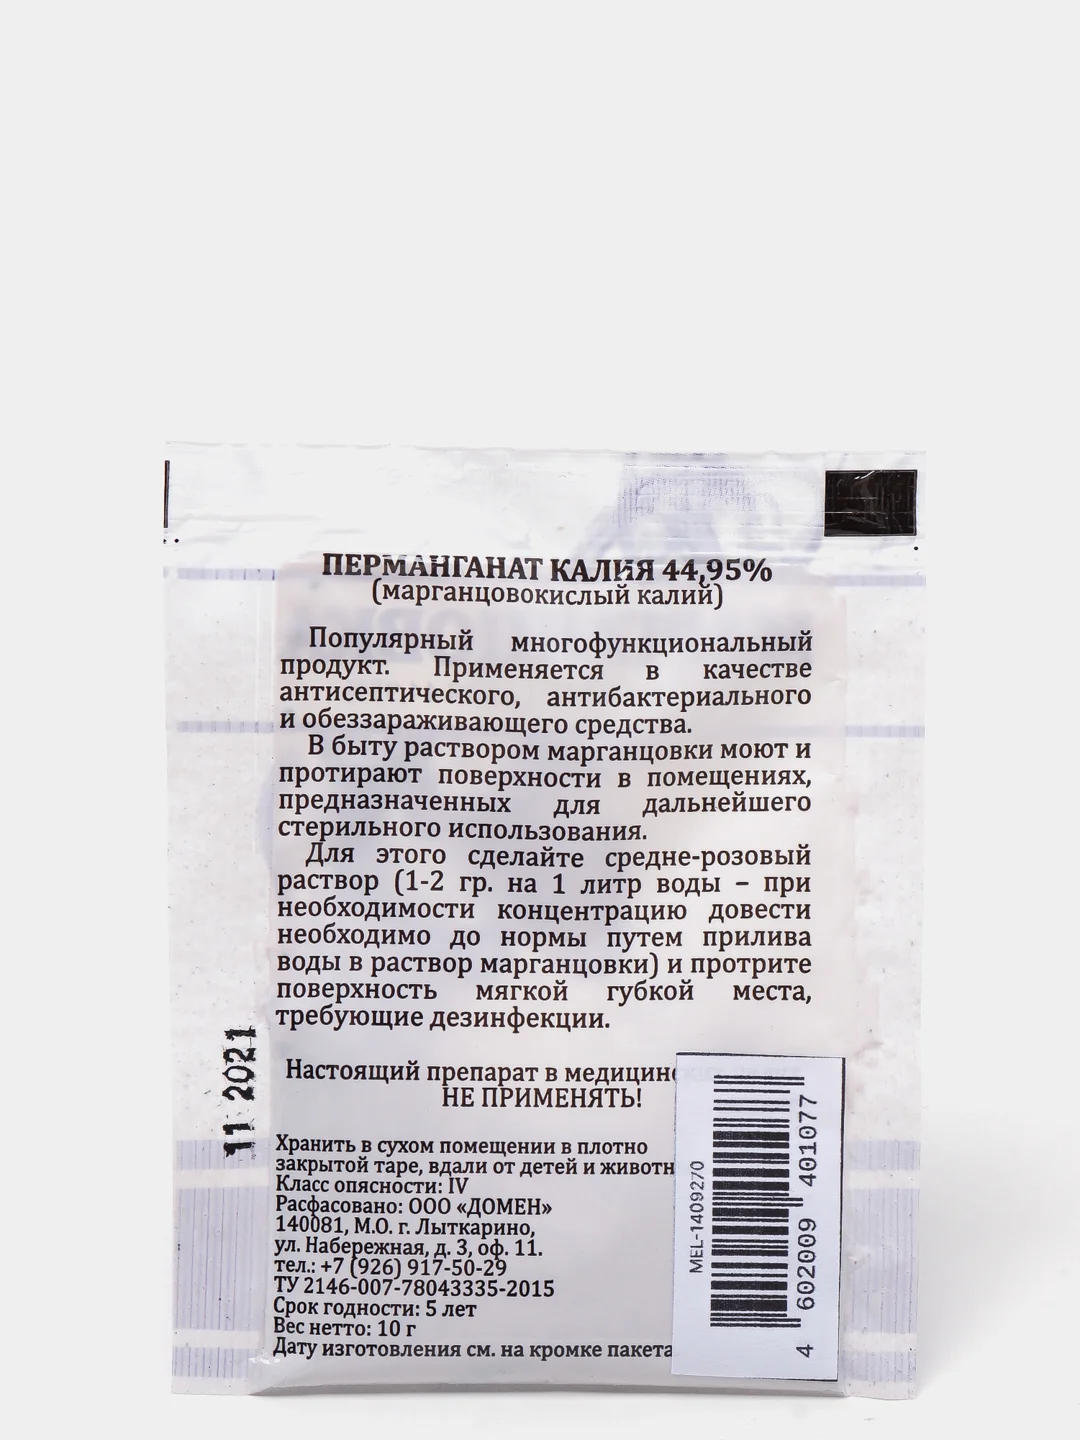 ПЕРМАНГАНАТ КАЛИЯ 44,95%
(марганцовокислый калий)
Популярный многофункциональный
продукт. Применяется в качестве
антисептического, антибактериального
и обеззараживающего средства.
В быту раствором марганцовки моют и
протирают поверхности в помещениях,
предназначенных для дальнейшего
стерильного использования.
Для этого сделайте средне-розовый
раствор (1-2 гр. на 1 литр воды – при
необходимости концентрацию довести
необходимо до нормы путем прилива
воды в раствор марганцовки) и протрите
поверхность мягкой губкой места,
требующие дезинфекции.
Настоящий препарат в медицин
НЕ ПРИМЕНЯТЬ!
Хранить в сухом помещении в плотно
закрытой таре, вдали от детей и животн
Класс опасности: IV
Расфасовано: ООО «ДОМЕН»
140081, М.О. г. Лыткарино,
ул. Набережная, д. 3, оф. 11.
тел.: +7 (926) 917-50-29
ТУ 2146-007-78043335-2015
Срок годности: 5 лет
Вес нетто: 10 г
Дату изготовления см. на кромке пакета
11 2021
MEL-1409270
4 602009 401077